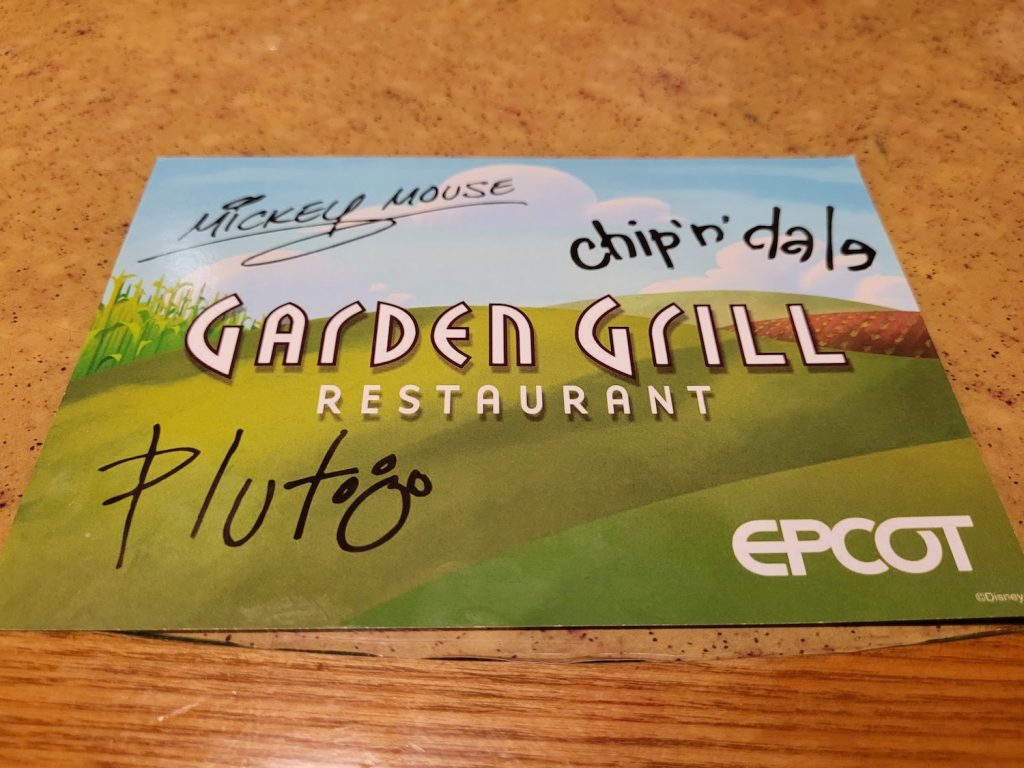 MICKEY MOUSE
chip 'n' dale
GARDEN GRILL
RESTAURANT
Pluto
EPCOT
©Disney